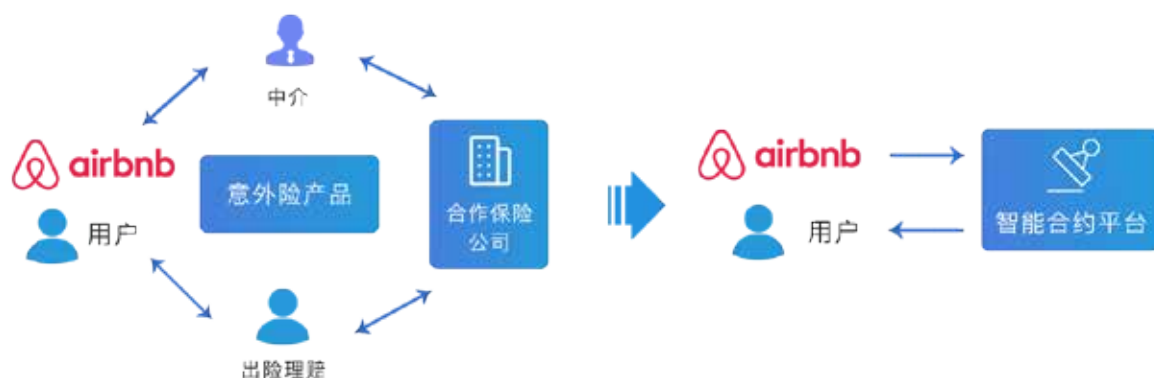 中介
airbnb
用户
意外险产品
合作保险
公司
出险理赔
airbnb
用户
智能合约平台